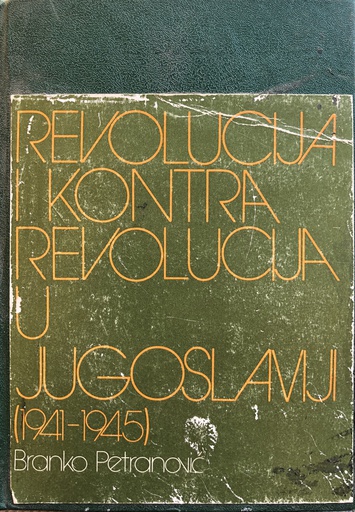 REVOLUCIJA
I KONTRA
REVOLUCIJA
U
JUGOSLAVIJI
(1941-1945)
Branko Petranović